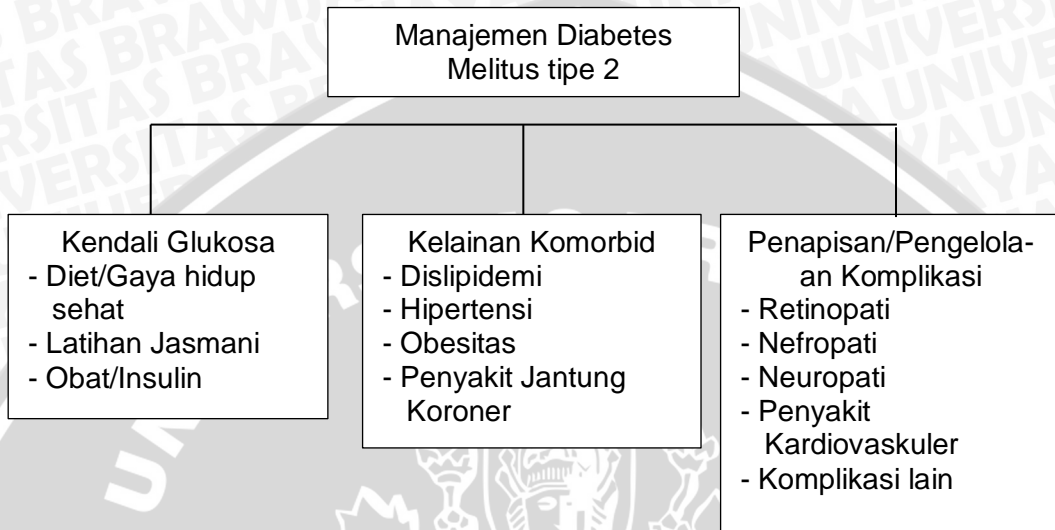 Manajemen Diabetes
Melitus tipe 2
Kendali Glukosa
- Diet/Gaya hidup
sehat
- Latihan Jasmani
- Obat/Insulin
Kelainan Komorbid
- Dislipidemi
- Hipertensi
- Obesitas
- Penyakit Jantung
Koroner
Penapisan/Pengelola-
an Komplikasi
- Retinopati
- Nefropati
- Neuropati
- Penyakit
Kardiovaskuler
- Komplikasi lain